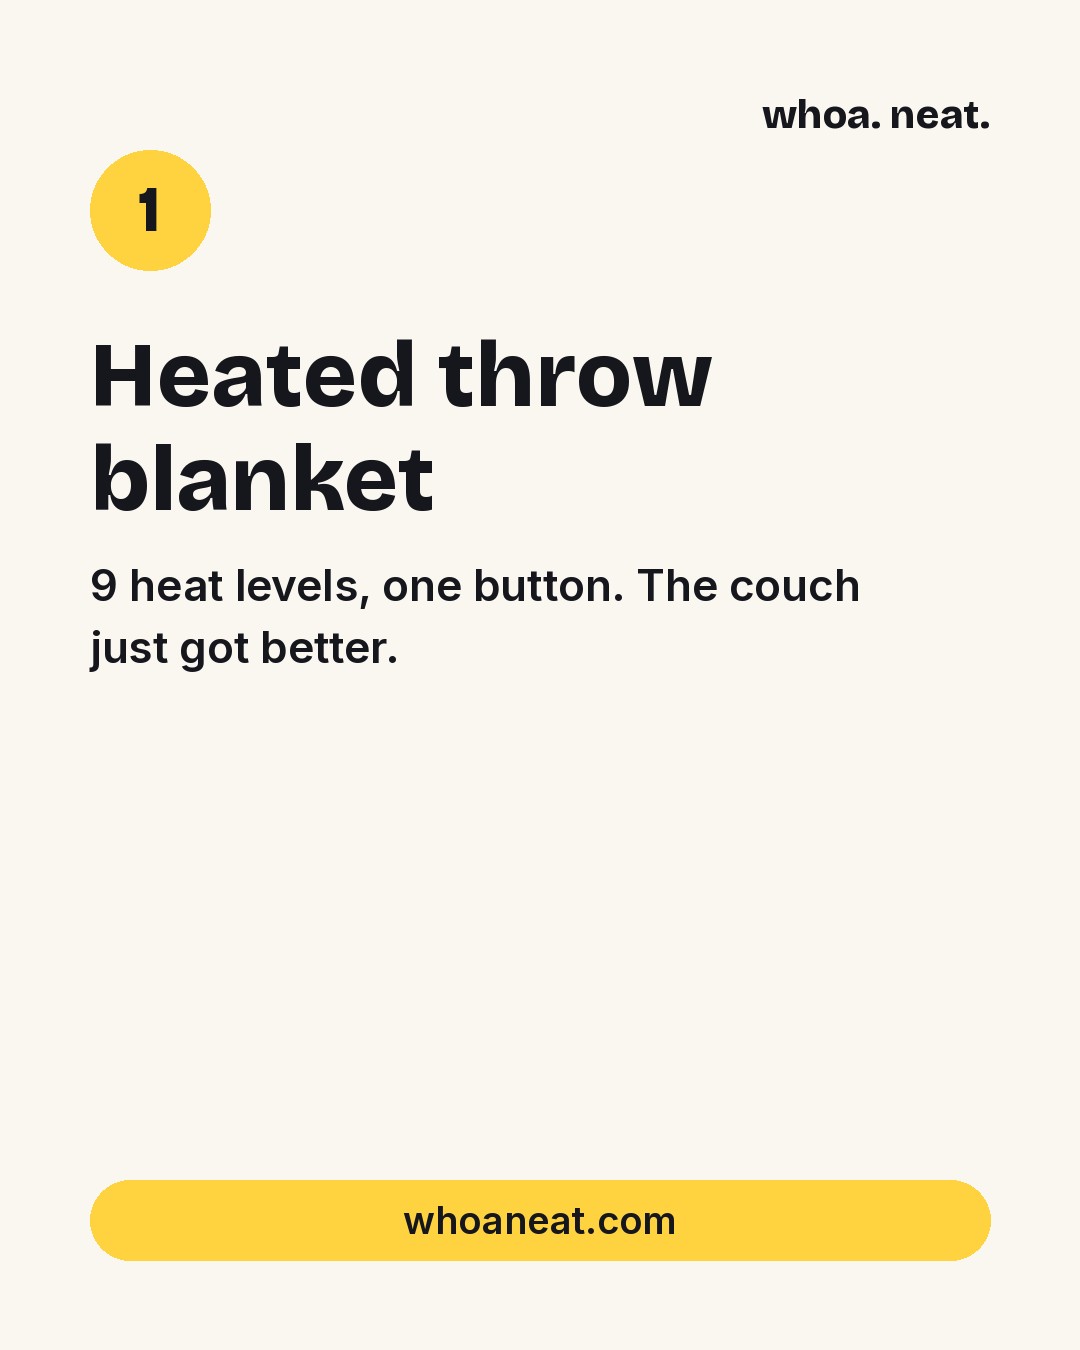 whoa. neat.
1
Heated throw
blanket
9 heat levels, one button. The couch
just got better.
whoaneat.com